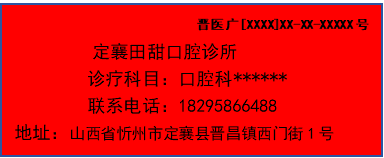 晋医广[XXXX]XX-XX-XXXXX号
定襄田甜口腔诊所
诊疗科目：口腔科******
联系电话：18295866488
地址：山西省忻州市定襄县晋昌镇西门街1号